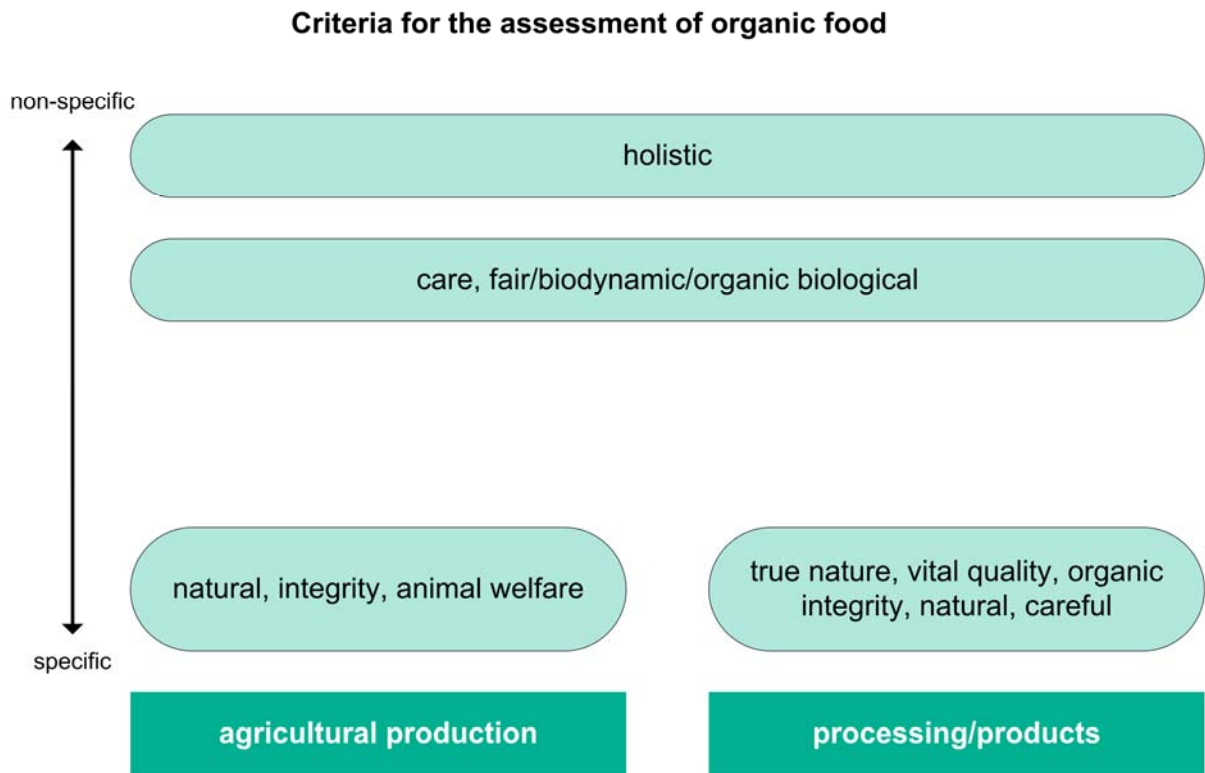 Criteria for the assessment of organic food
non-specific
holistic
care, fair/biodynamic/organic biological
natural, integrity, animal welfare
true nature, vital quality, organic
integrity, natural, careful
specific
agricultural production
processing/products